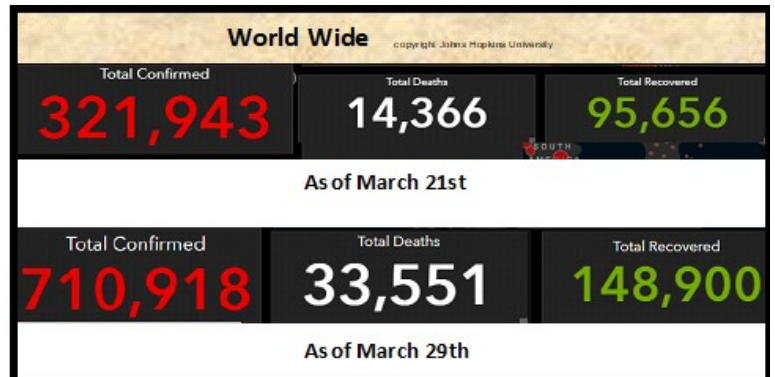 World Wide copyright Johns Hopkins University
Total Confirmed Total Deaths Total Recovered
321,943 14,366 95,656
SOUTH
As of March 21st
Total Confirmed Total Deaths Total Recovered
710,918 33,551 148,900
As of March 29th